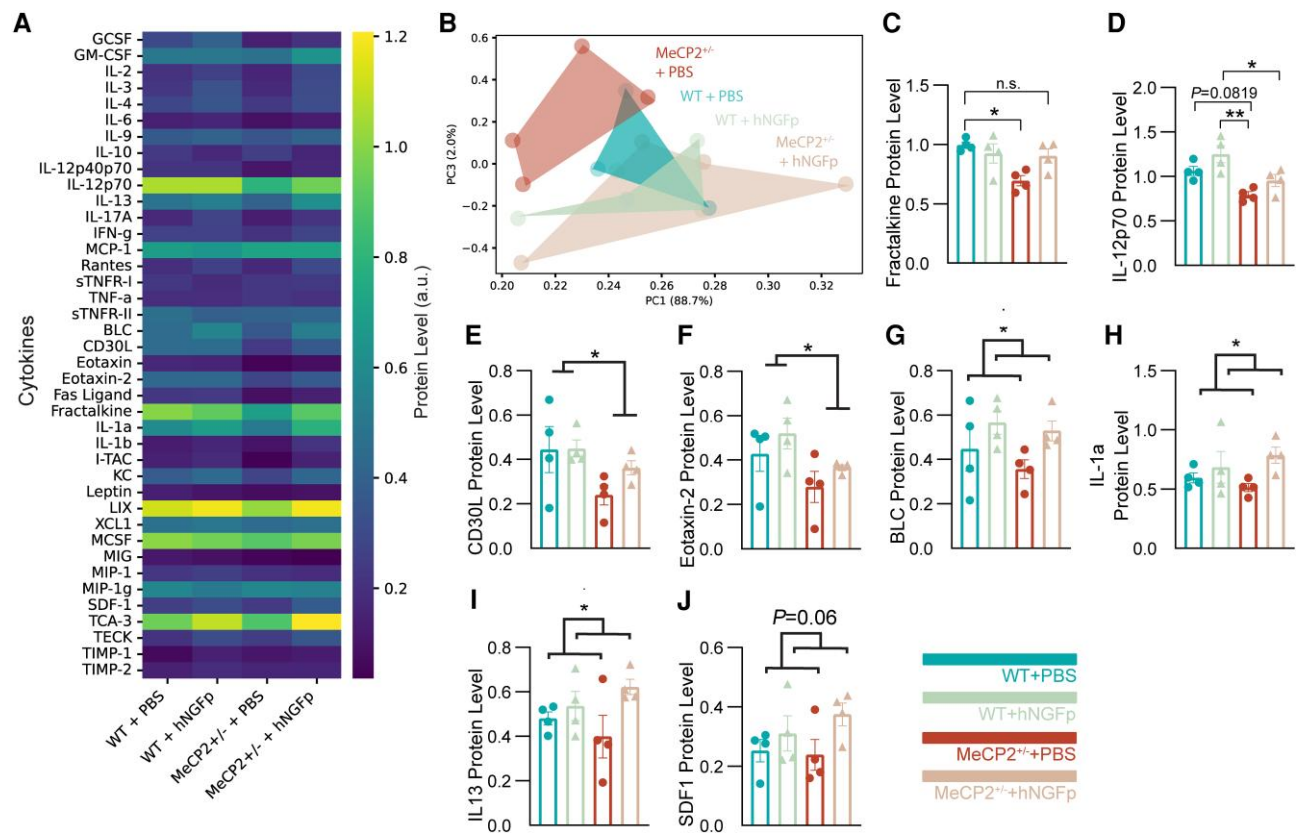 A
GCSF
GM-CSF
IL-2
IL-3
IL-4
IL-6
IL-9
IL-10
IL-12p40p70
IL-12p70
IL-13
IL-17A
IFN-g
MCP-1
Rantes
sTNFR-I
TNF-a
sTNFR-II
BLC
CD30L
Eotaxin
Eotaxin-2
Fas Ligand
Fractalkine
IL-1a
IL-1b
I-TAC
KC
Leptin
LIX
XCL1
MCSF
MIG
MIP-1
MIP-1g
SDF-1
TCA-3
TECK
TIMP-1
TIMP-2
Cytokines
WT + PBS
WT + hNGFp
MeCP2+/- + PBS
MeCP2+/- + hNGFp
1.2
1.0
0.8
0.6
0.4
0.2
Protein Level (a.u.)
B
0.6
0.4
0.2
0.0
−0.2
−0.4
PC3 (2.0%)
MeCP2+/-
+ PBS
WT + PBS
WT + hNGFp
MeCP2+/-
+ hNGFp
0.20
0.22
0.24
0.26
0.28
0.30
0.32
PC1 (88.7%)
C
Fractalkine Protein Level
1.5
1.0
0.5
0.0
n.s.
*
D
IL-12p70 Protein Level
2.0
1.5
1.0
0.5
0.0
*
P=0.0819
**
E
CD30L Protein Level
0.8
0.6
0.4
0.2
0.0
*
F
Eotaxin-2 Protein Level
0.8
0.6
0.4
0.2
0.0
*
G
BLC Protein Level
0.8
0.6
0.4
0.2
0.0
*
H
IL-1a
Protein Level
1.5
1.0
0.5
0.0
*
I
IL13 Protein Level
0.8
0.6
0.4
0.2
0.0
*
J
SDF1 Protein Level
0.6
0.4
0.2
0.0
P=0.06
WT+PBS
WT+hNGFp
MeCP2+/-+PBS
MeCP2+/-+hNGFp